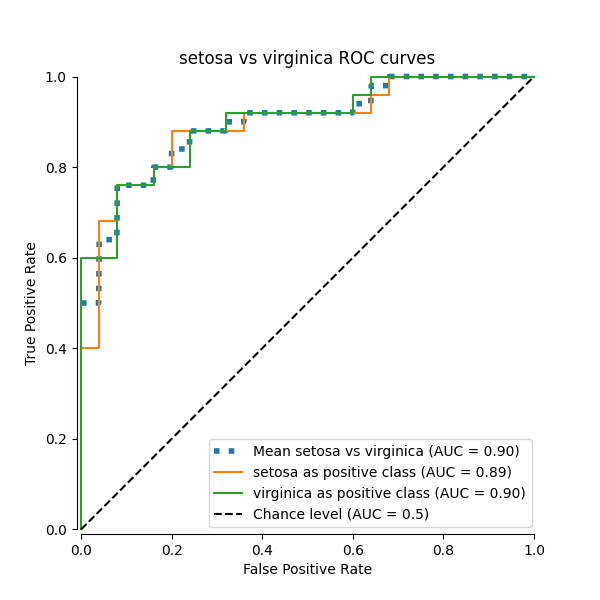 setosa vs virginica ROC curves
1.0
0.8
0.6
0.4
0.2
0.0
True Positive Rate
Mean setosa vs virginica (AUC = 0.90)
setosa as positive class (AUC = 0.89)
virginica as positive class (AUC = 0.90)
Chance level (AUC = 0.5)
0.0 0.2 0.4 0.6 0.8 1.0
False Positive Rate